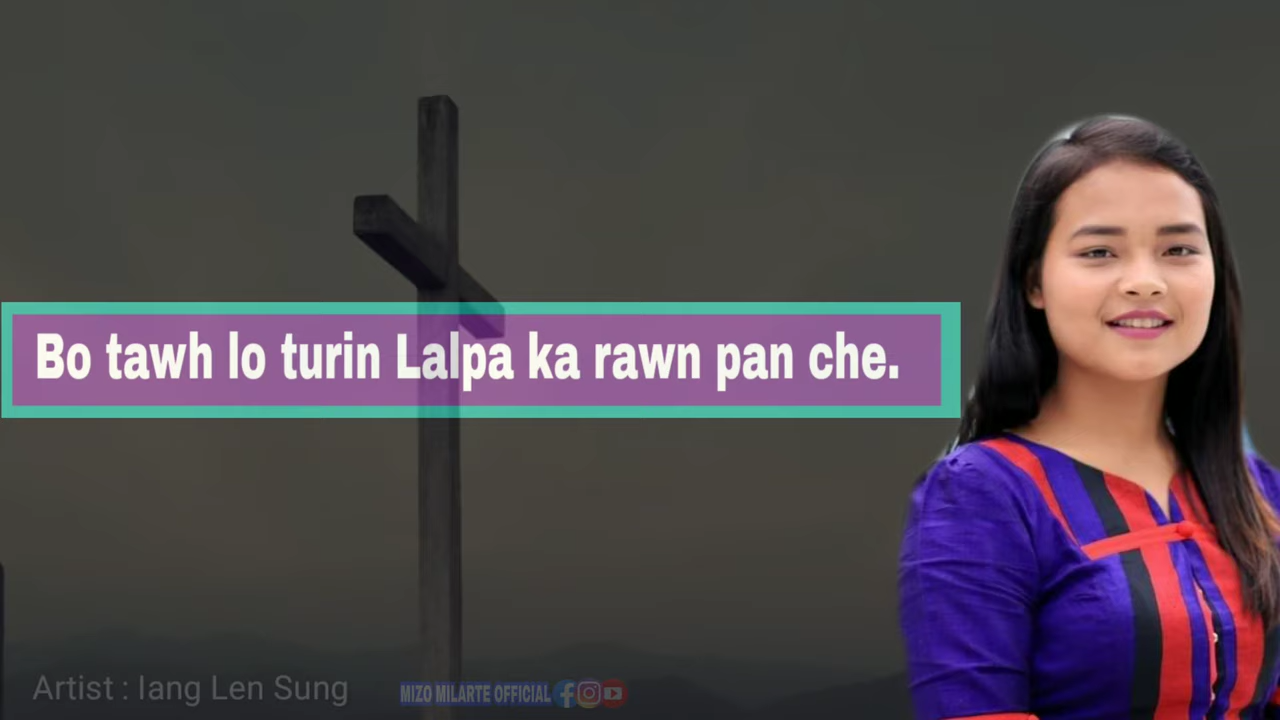 Bo tawh lo turin Lalpa ka rawn pan che.
Artist : Iang Len Sung
MIZO MILARTE OFFICIAL